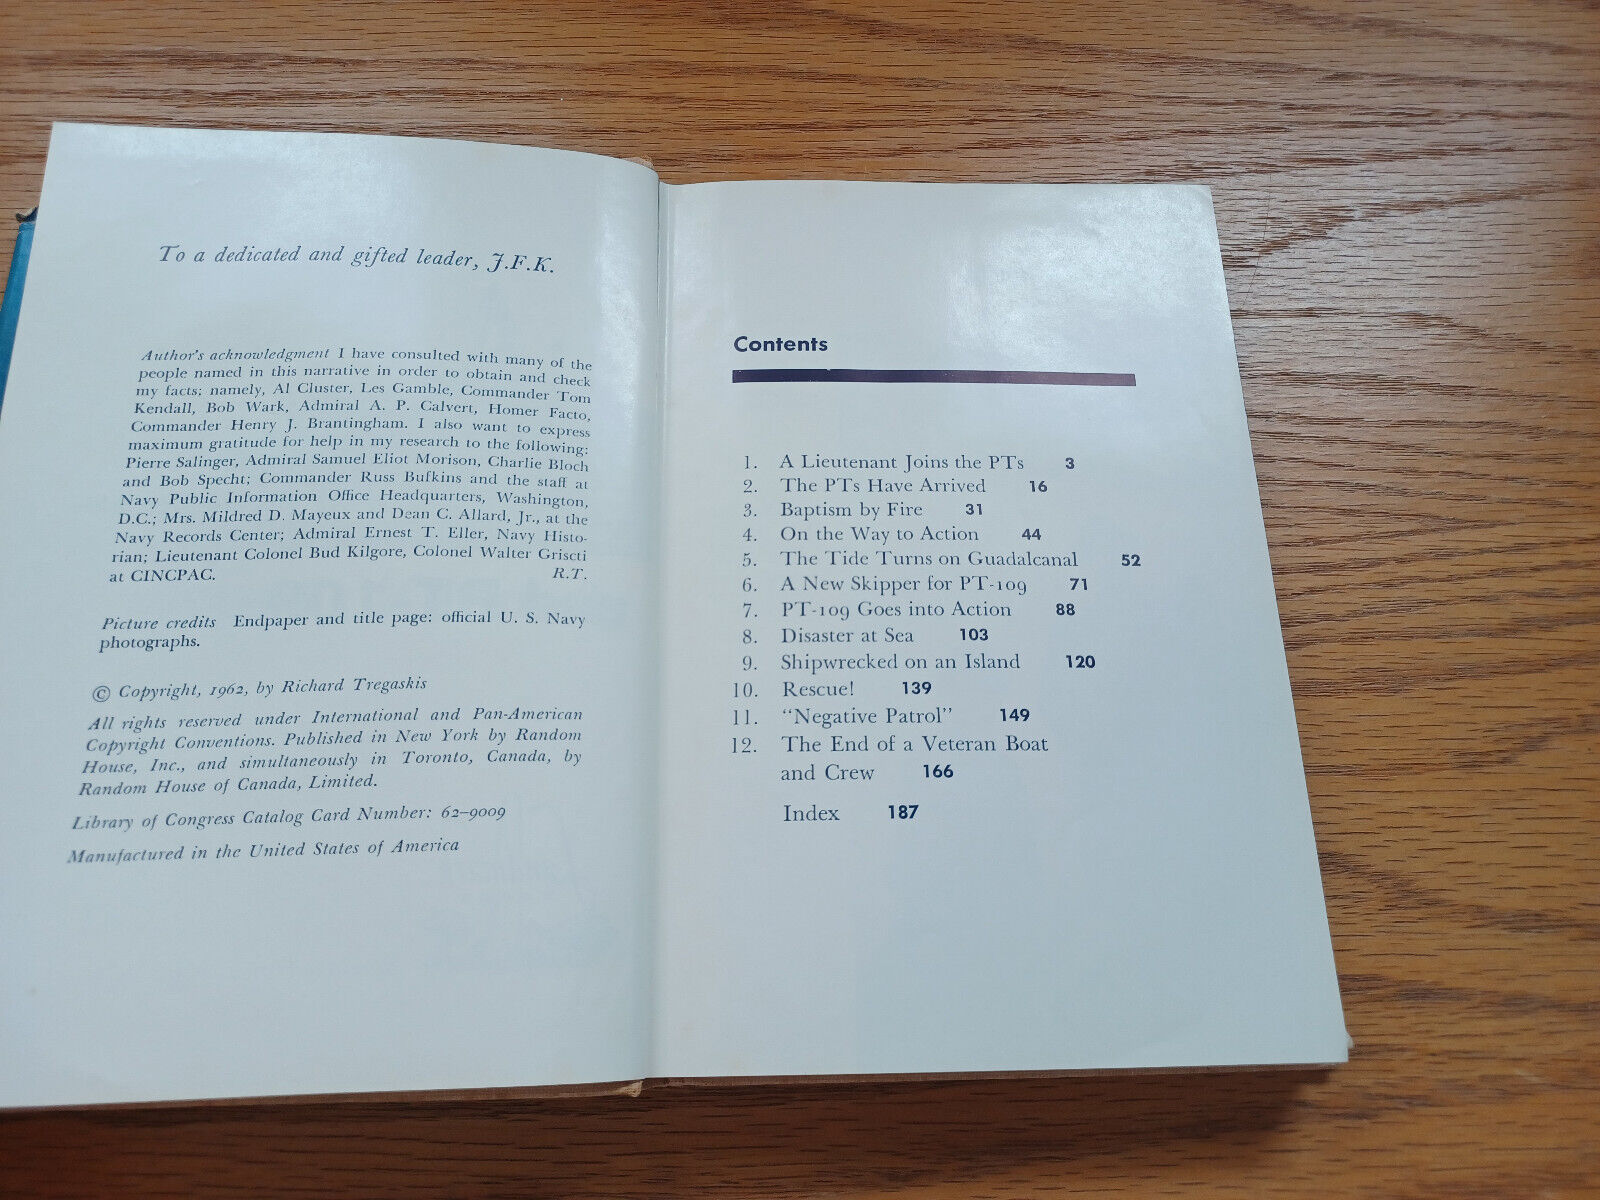 To a dedicated and gifted leader, J.F.K.
Author's acknowledgment I have consulted with many of the
people named in this narrative in order to obtain and check
my facts; namely, Al Cluster, Les Gamble, Commander Tom
Kendall, Bob Wark, Admiral A. P. Calvert, Homer Facto,
Commander Henry J. Brantingham. I also want to express
maximum gratitude for help in my research to the following:
Pierre Salinger, Admiral Samuel Eliot Morison, Charlie Bloch
and Bob Specht; Commander Russ Bufkins and the staff at
Navy Public Information Office Headquarters, Washington,
D.C.; Mrs. Mildred D. Mayeux and Dean C. Allard, Jr., at the
Navy Records Center; Admiral Ernest T. Eller, Navy Histo-
rian; Lieutenant Colonel Bud Kilgore, Colonel Walter Griscti
at CINCPAC. R.T.
Picture credits Endpaper and title page: official U. S. Navy
photographs.
© Copyright, 1962, by Richard Tregaskis
All rights reserved under International and Pan-American
Copyright Conventions. Published in New York by Random
House, Inc., and simultaneously in Toronto, Canada, by
Random House of Canada, Limited.
Library of Congress Catalog Card Number: 62–9009
Manufactured in the United States of America
Contents
1. A Lieutenant Joins the PTs 3
2. The PTs Have Arrived 16
3. Baptism by Fire 31
4. On the Way to Action 44
5. The Tide Turns on Guadalcanal 52
6. A New Skipper for PT-109 71
7. PT-109 Goes into Action 88
8. Disaster at Sea 103
9. Shipwrecked on an Island 120
10. Rescue! 139
11. "Negative Patrol" 149
12. The End of a Veteran Boat
and Crew 166
Index 187